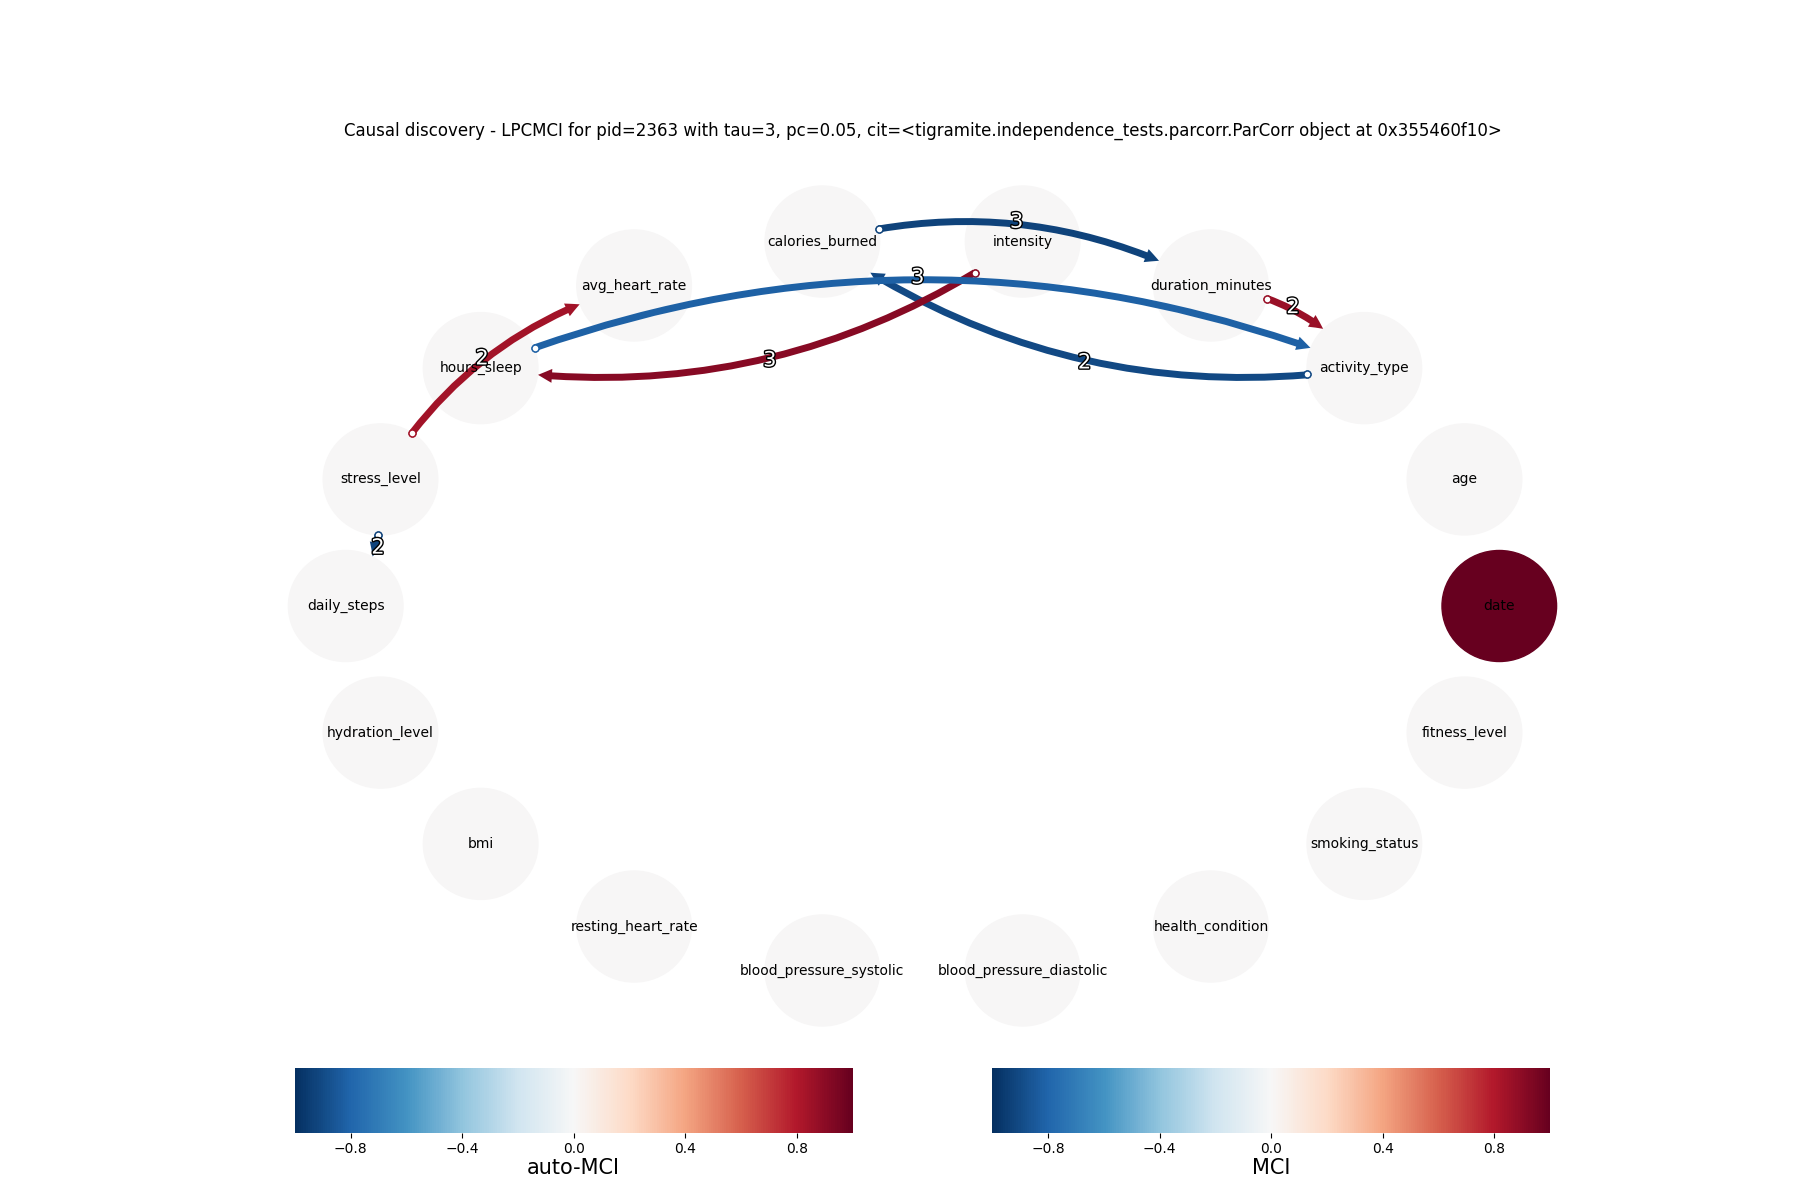 Causal discovery - LPCMCI for pid=2363 with tau=3, pc=0.05, cit=<tigramite.independence_tests.parcorr.ParCorr object at 0x355460f10>
3
calories_burned
intensity
3
avg_heart_rate
duration_minutes
2
2
3
2
hours_sleep
activity_type
stress_level
age
2
daily_steps
date
hydration_level
fitness_level
bmi
smoking_status
resting_heart_rate
health_condition
blood_pressure_systolic
blood_pressure_diastolic
−0.8 −0.4 0.0 0.4 0.8
auto-MCI
−0.8 −0.4 0.0 0.4 0.8
MCI